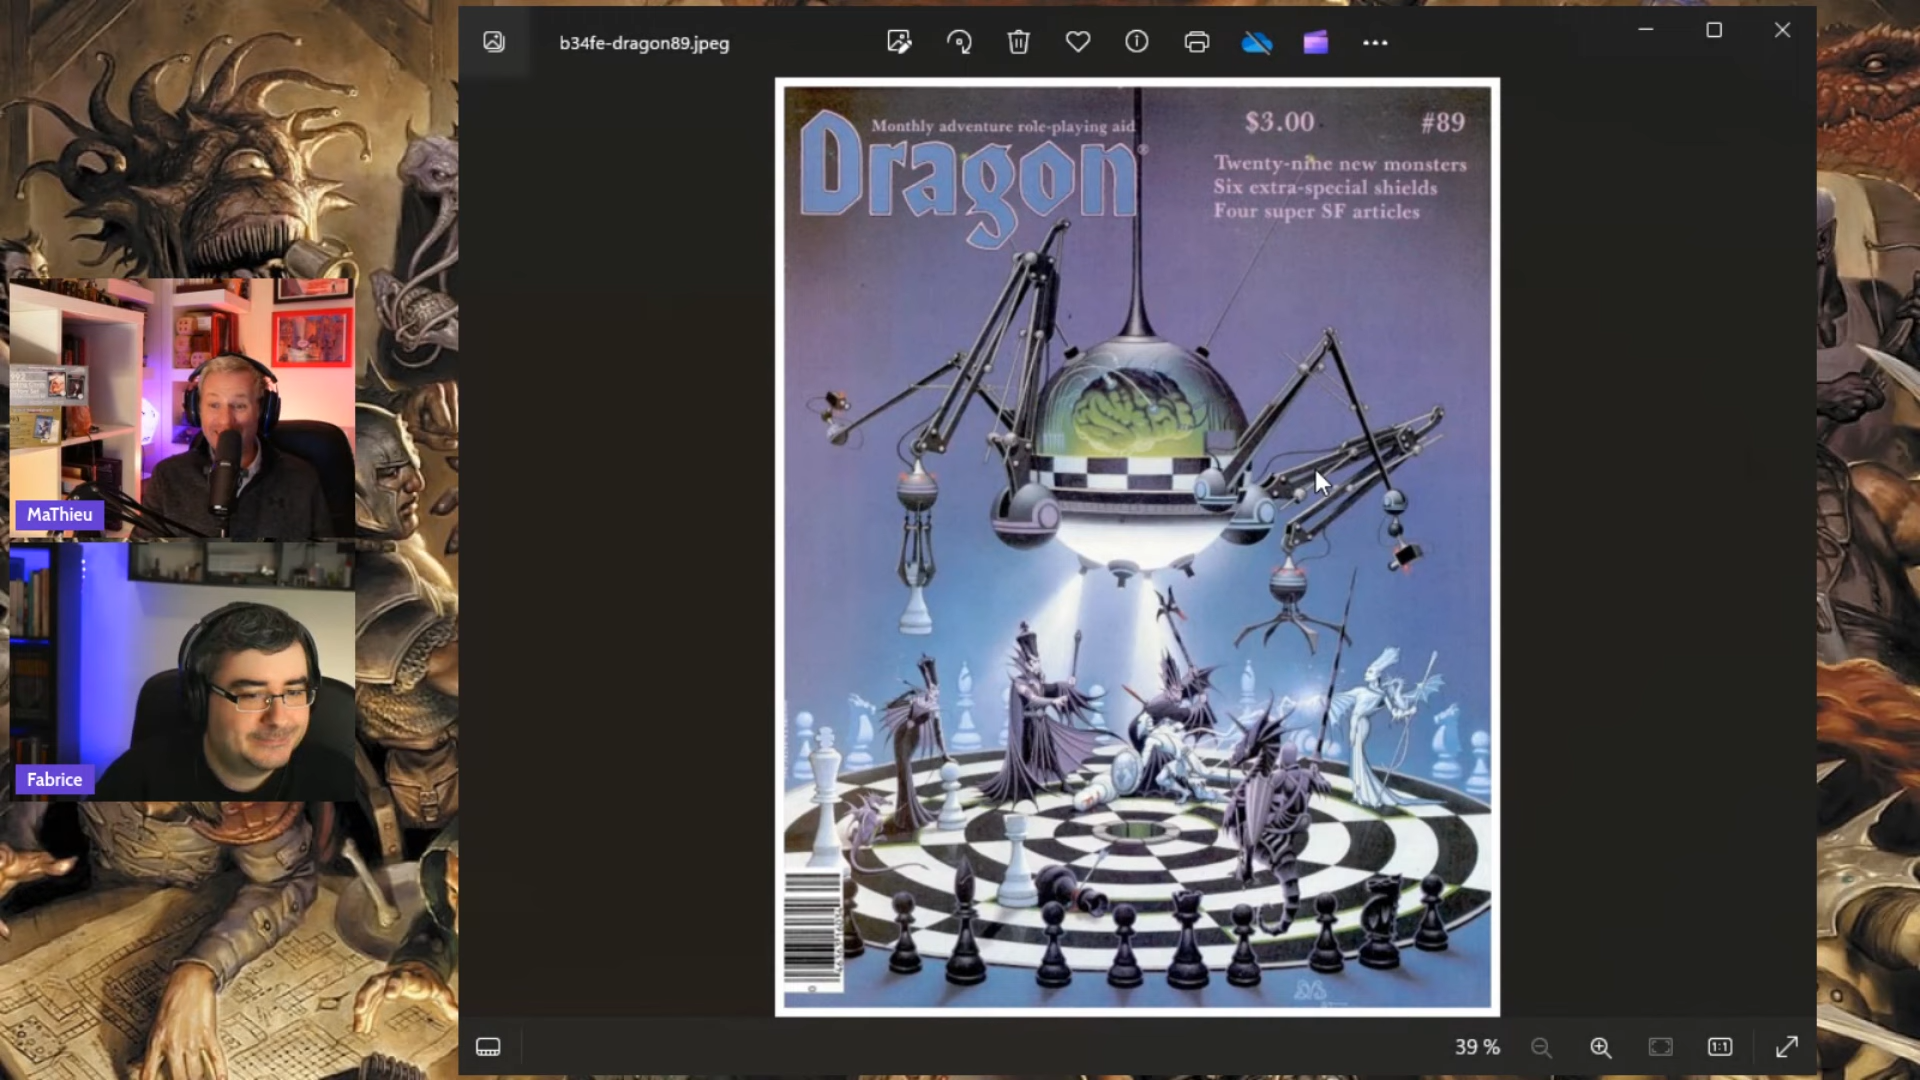 b34fe-dragon89.jpeg
Monthly adventure role-playing aid
Dragon®
$3.00
#89
Twenty-nine new monsters
Six extra-special shields
Four super SF articles
MaThieu
Fabrice
39 %
1:1